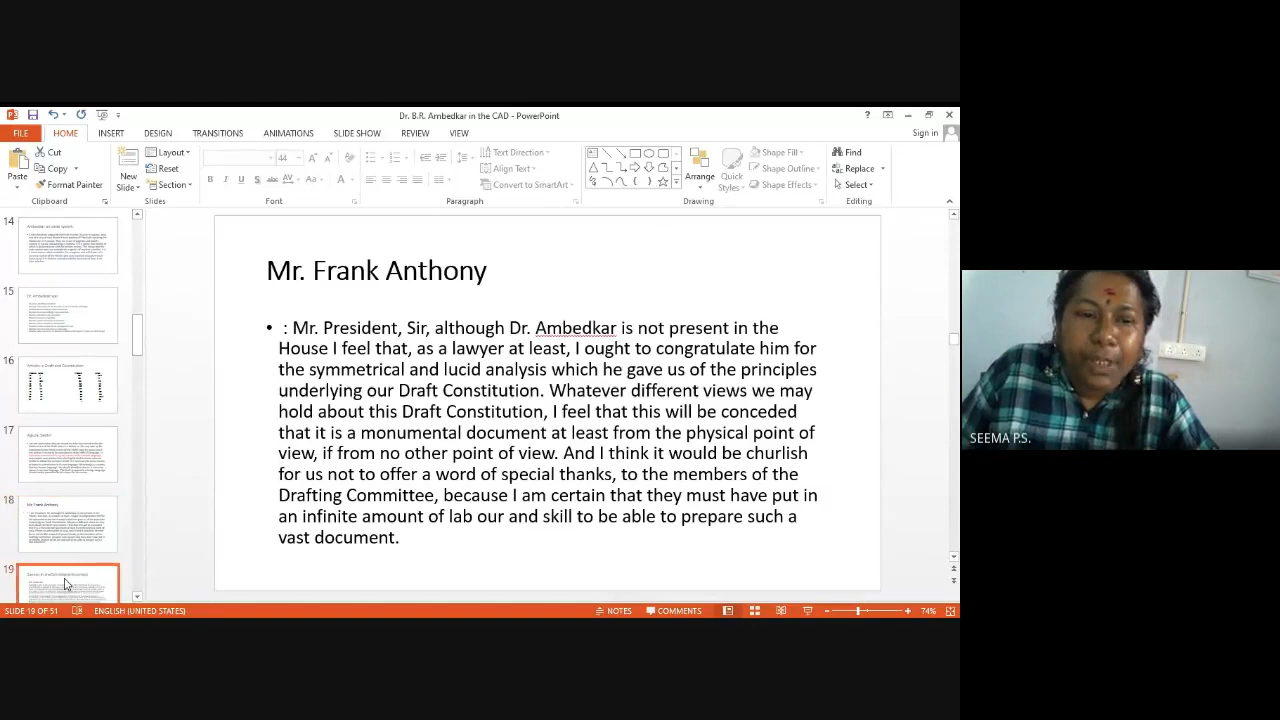 Dr. B.R. Ambedkar in the CAD - PowerPoint
FILE HOME INSERT DESIGN TRANSITIONS ANIMATIONS SLIDE SHOW REVIEW VIEW Sign in
Paste Cut Copy Format Painter
New Slide Layout Reset Section
44
B I U S abc AV Aa A
Text Direction Align Text Convert to SmartArt
Arrange Quick Styles Shape Fill Shape Outline Shape Effects
Find Replace Select
Clipboard Slides Font Paragraph Drawing Editing
14
15
16
17
18
Mr. Frank Anthony
19
Mr. Frank Anthony
• : Mr. President, Sir, although Dr. Ambedkar is not present in the
House I feel that, as a lawyer at least, I ought to congratulate him for
the symmetrical and lucid analysis which he gave us of the principles
underlying our Draft Constitution. Whatever different views we may
hold about this Draft Constitution, I feel that this will be conceded
that it is a monumental document at least from the physical point of
view, if from no other point of view. And I think it would be churlish
for us not to offer a word of special thanks, to the members of the
Drafting Committee, because I am certain that they must have put in
an infinite amount of labour and skill to be able to prepare such a
vast document.
SEEMA P.S.
SLIDE 19 OF 51 ENGLISH (UNITED STATES) NOTES COMMENTS 74%